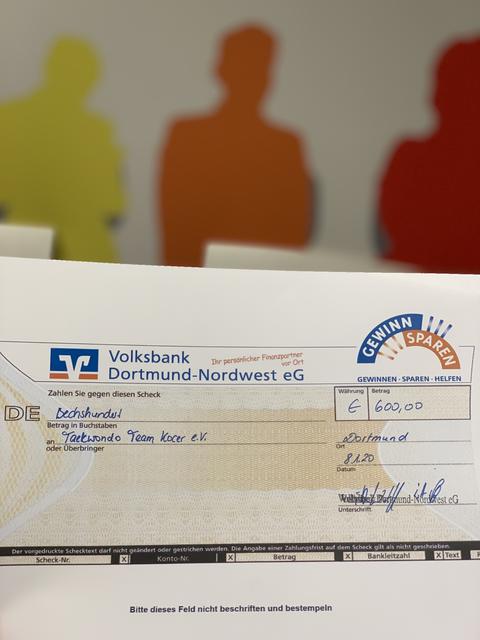 GEWINN SPAREN
GEWINNEN · SPAREN · HELFEN
Volksbank
Dortmund-Nordwest eG
Ihr persönlicher Finanzpartner
vor Ort
Zahlen Sie gegen diesen Scheck
Währung Betrag
€ 600,00
DE Sechshundert
Betrag in Buchstaben
an Taekwondo Team Kocer e.V.
oder Überbringer
Dortmund
Ort
8.1.20
Datum
Volksbank Dortmund-Nordwest eG
Unterschrift
Der vorgedruckte Schecktext darf nicht geändert oder gestrichen werden. Die Angabe einer Zahlungsfrist auf dem Scheck gilt als nicht geschrieben.
Scheck-Nr. X Konto-Nr. X Betrag X Bankleitzahl X Text
Bitte dieses Feld nicht beschriften und bestempeln